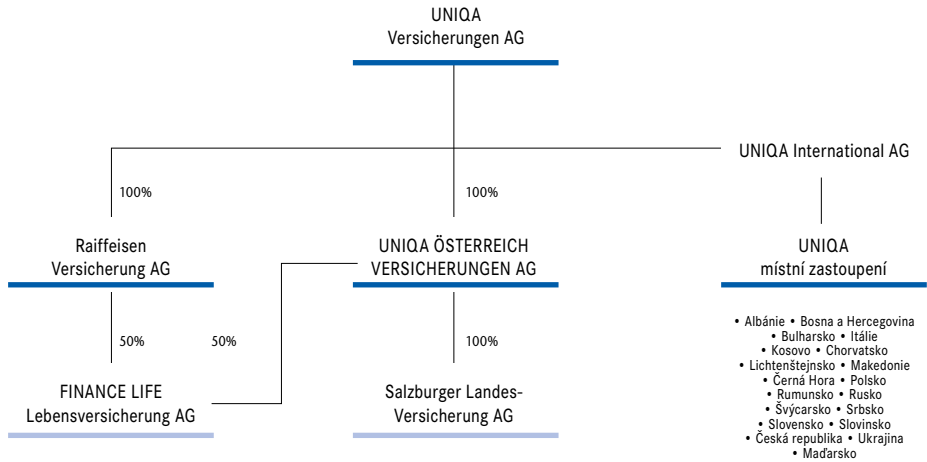 UNIQA
Versicherungen AG
UNIQA International AG
100%
100%
Raiffeisen
Versicherung AG
UNIQA ÖSTERREICH
VERSICHERUNGEN AG
UNIQA
místní zastoupení
50%
50%
100%
FINANCE LIFE
Lebensversicherung AG
Salzburger Landes-
Versicherung AG
• Albánie • Bosna a Hercegovina
• Bulharsko • Itálie
• Kosovo • Chorvatsko
• Lichtenštejnsko • Makedonie
• Černá Hora • Polsko
• Rumunsko • Rusko
• Švýcarsko • Srbsko
• Slovensko • Slovinsko
• Česká republika • Ukrajina
• Maďarsko